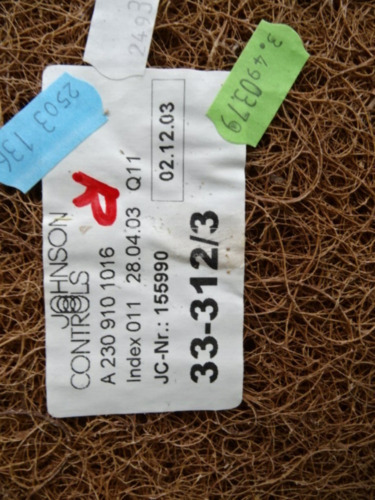 2493
3.490379
2503 136
R
JOHNSON
CONTROLS
A 230 910 1016
Index 011 28.04.03 Q11
JC-Nr.: 155990
02.12.03
33-312/3